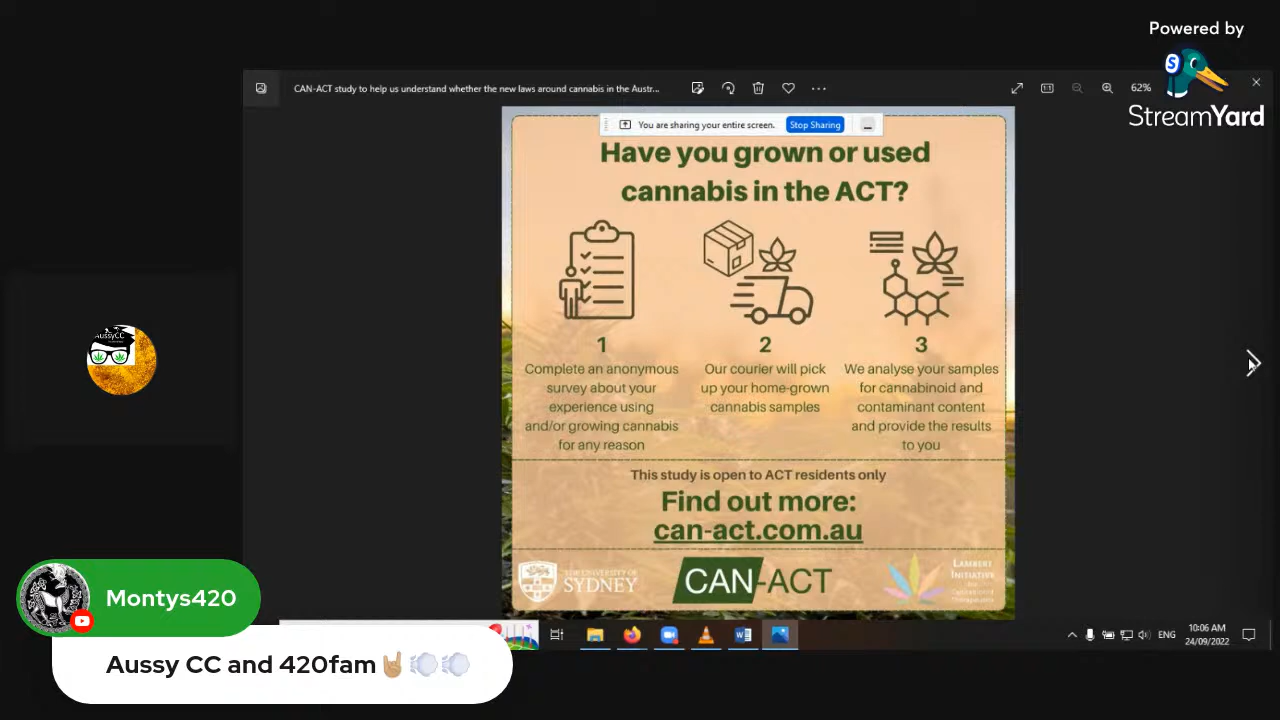 Powered by
StreamYard
CAN-ACT study to help us understand whether the new laws around cannabis in the Austr...
62%
You are sharing your entire screen.
Stop Sharing
Have you grown or used
cannabis in the ACT?
1
Complete an anonymous
survey about your
experience using
and/or growing cannabis
for any reason
2
Our courier will pick
up your home-grown
cannabis samples
3
We analyse your samples
for cannabinoid and
contaminant content
and provide the results
to you
This study is open to ACT residents only
Find out more:
can-act.com.au
THE UNIVERSITY OF
SYDNEY
CAN-ACT
LAMBERT
INITIATIVE
AussyCC
Montys420
Aussy CC and 420fam🤘🏼💨💨
ENG
10:06 AM
24/09/2022